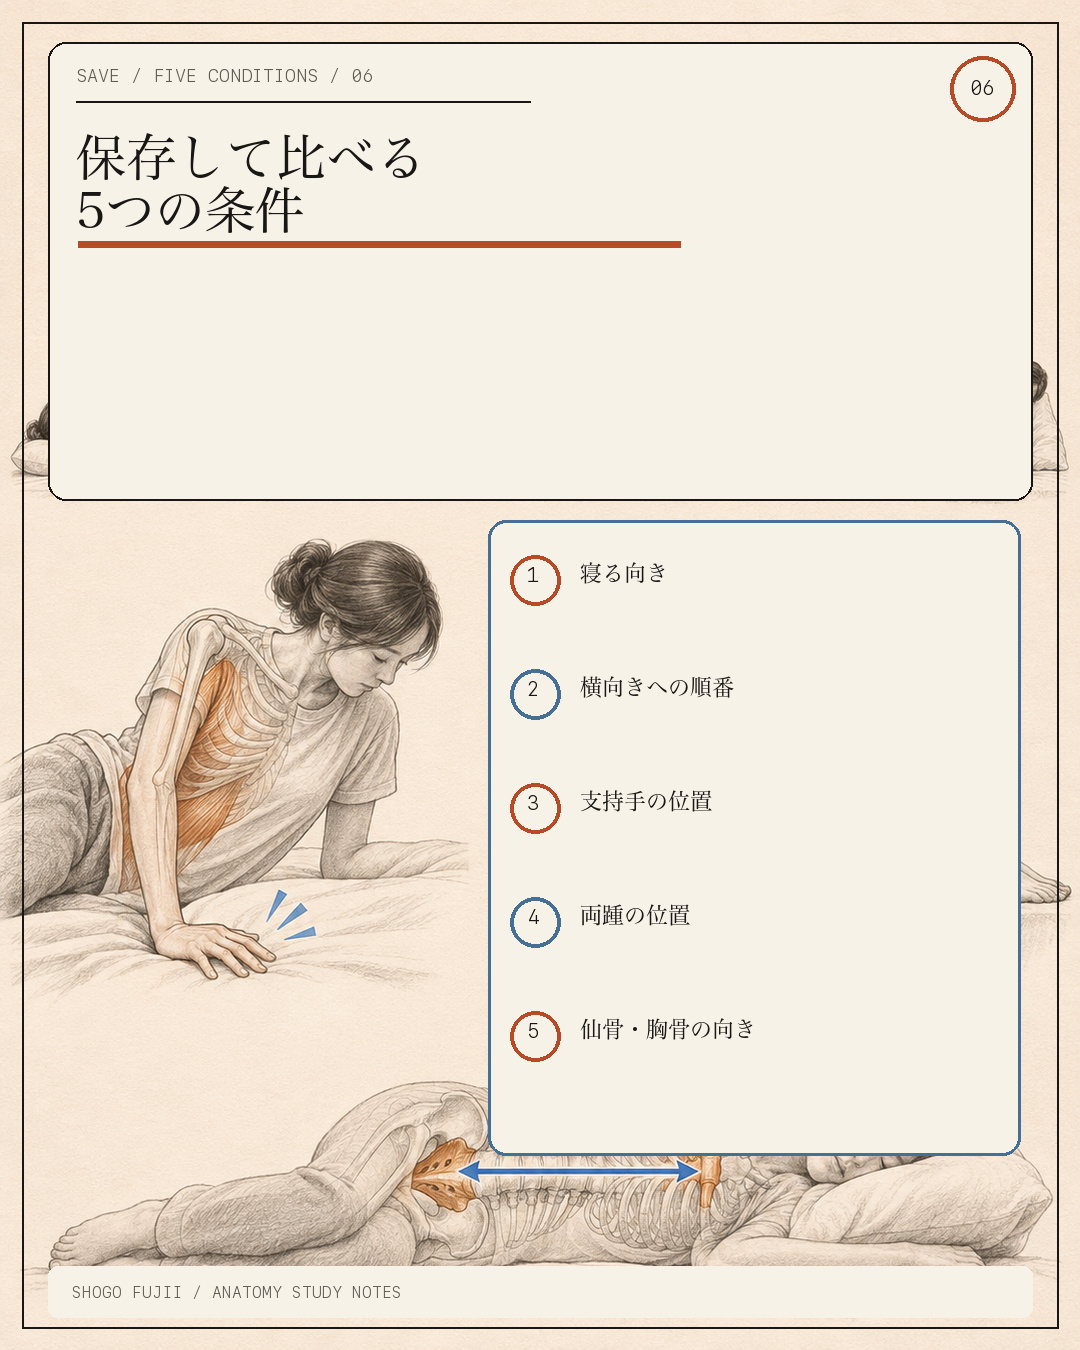 SAVE / FIVE CONDITIONS / 06
06
保存して比べる
5つの条件
1 寝る向き
2 横向きへの順番
3 支持手の位置
4 両踵の位置
5 仙骨・胸骨の向き
SHOGO FUJII / ANATOMY STUDY NOTES